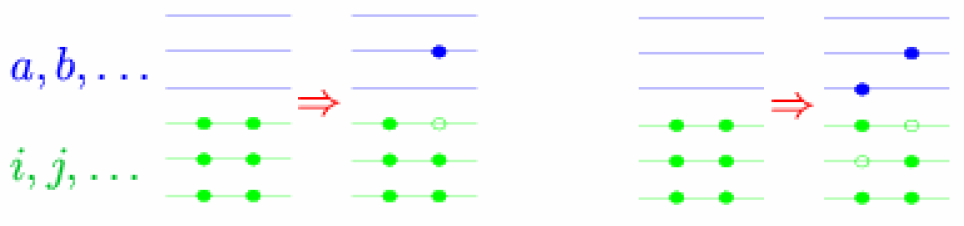 a, b, . . .
i, j, . . .